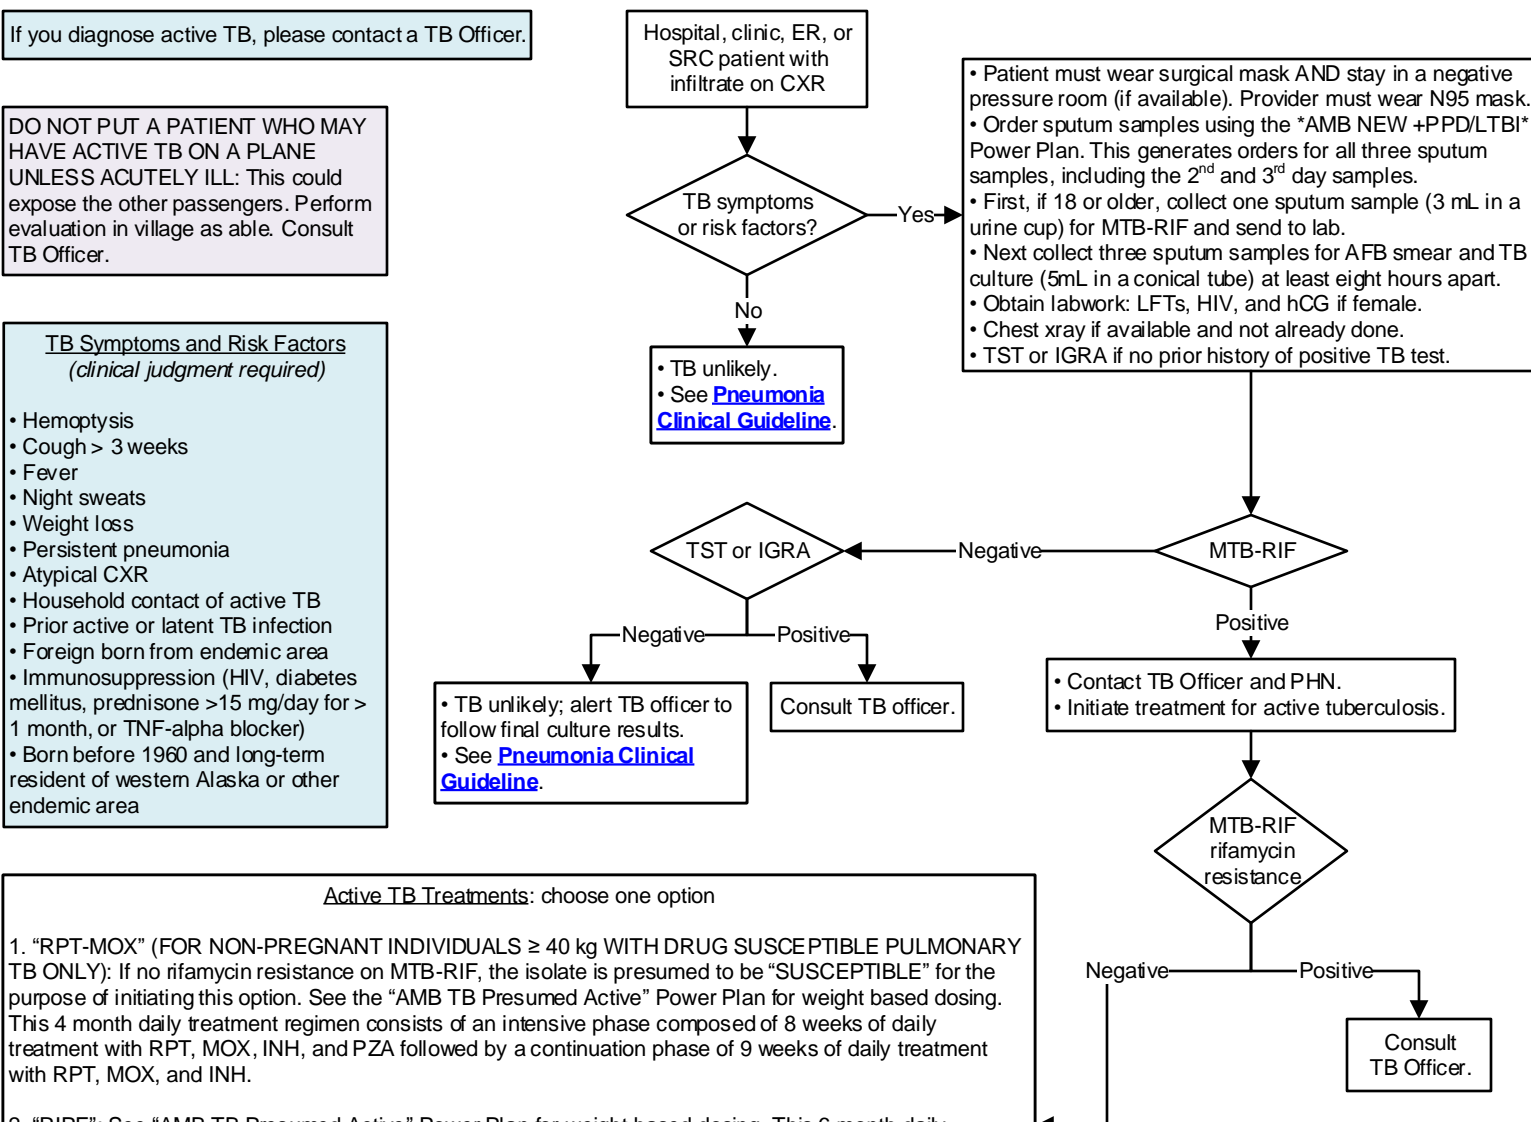 If you diagnose active TB, please contact a TB Officer.
DO NOT PUT A PATIENT WHO MAY
HAVE ACTIVE TB ON A PLANE
UNLESS ACUTELY ILL: This could
expose the other passengers. Perform
evaluation in village as able. Consult
TB Officer.
TB Symptoms and Risk Factors
(clinical judgment required)
• Hemoptysis
• Cough > 3 weeks
• Fever
• Night sweats
• Weight loss
• Persistent pneumonia
• Atypical CXR
• Household contact of active TB
• Prior active or latent TB infection
• Foreign born from endemic area
• Immunosuppression (HIV, diabetes
mellitus, prednisone >15 mg/day for >
1 month, or TNF-alpha blocker)
• Born before 1960 and long-term
resident of western Alaska or other
endemic area
Hospital, clinic, ER, or
SRC patient with
infiltrate on CXR
TB symptoms
or risk factors?
Yes
No
• Patient must wear surgical mask AND stay in a negative
pressure room (if available). Provider must wear N95 mask.
• Order sputum samples using the *AMB NEW +PPD/LTBI*
Power Plan. This generates orders for all three sputum
samples, including the 2nd and 3rd day samples.
• First, if 18 or older, collect one sputum sample (3 mL in a
urine cup) for MTB-RIF and send to lab.
• Next collect three sputum samples for AFB smear and TB
culture (5mL in a conical tube) at least eight hours apart.
• Obtain labwork: LFTs, HIV, and hCG if female.
• Chest xray if available and not already done.
• TST or IGRA if no prior history of positive TB test.
• TB unlikely.
• See Pneumonia
Clinical Guideline.
MTB-RIF
Negative
TST or IGRA
Negative
Positive
• TB unlikely; alert TB officer to
follow final culture results.
• See Pneumonia Clinical
Guideline.
Consult TB officer.
Positive
• Contact TB Officer and PHN.
• Initiate treatment for active tuberculosis.
MTB-RIF
rifamycin
resistance
Negative
Positive
Consult
TB Officer.
Active TB Treatments: choose one option
1. “RPT-MOX” (FOR NON-PREGNANT INDIVIDUALS ≥ 40 kg WITH DRUG SUSCEPTIBLE PULMONARY
TB ONLY): If no rifamycin resistance on MTB-RIF, the isolate is presumed to be “SUSCEPTIBLE” for the
purpose of initiating this option. See the “AMB TB Presumed Active” Power Plan for weight based dosing.
This 4 month daily treatment regimen consists of an intensive phase composed of 8 weeks of daily
treatment with RPT, MOX, INH, and PZA followed by a continuation phase of 9 weeks of daily treatment
with RPT, MOX, and INH.
2. “RIPE”: See “AMB TB Presumed Active” Power Plan for weight based dosing. This 6 month daily